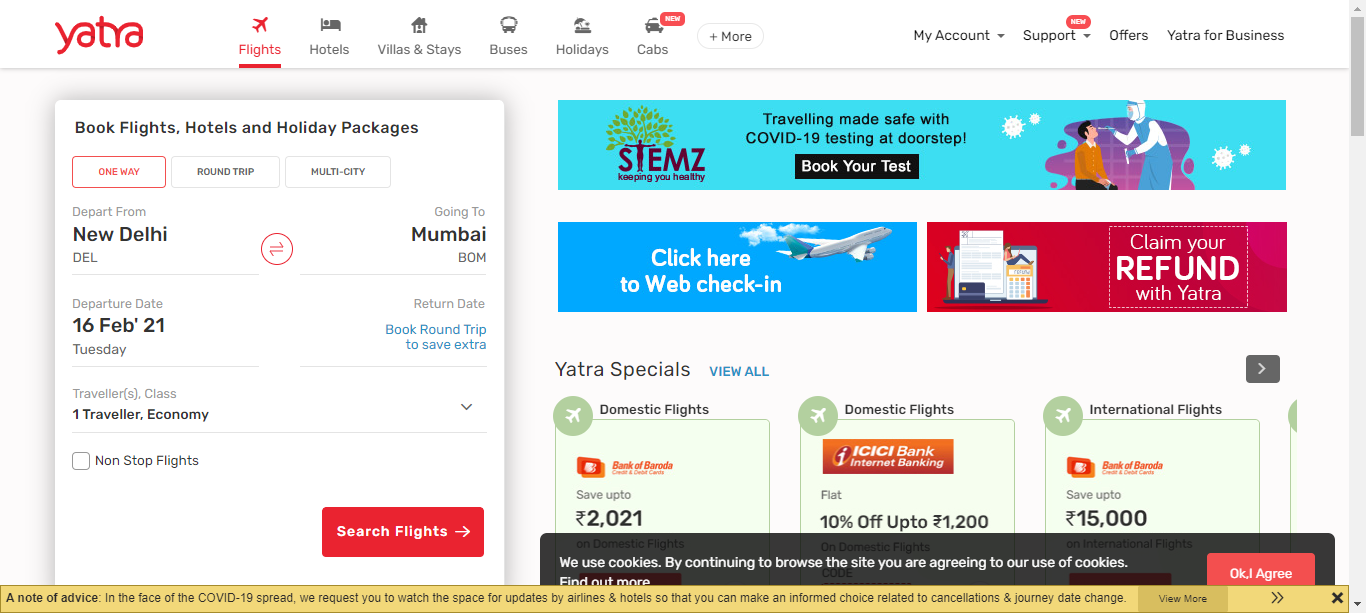 yatra
Flights
Hotels
Villas & Stays
Buses
Holidays
NEW
Cabs
+ More
My Account
NEW
Support
Offers
Yatra for Business
Book Flights, Hotels and Holiday Packages
ONE WAY
ROUND TRIP
MULTI-CITY
Depart From
New Delhi
DEL
Going To
Mumbai
BOM
Departure Date
16 Feb' 21
Tuesday
Return Date
Book Round Trip
to save extra
Traveller(s), Class
1 Traveller, Economy
Non Stop Flights
Search Flights
STEMZ
keeping you healthy
Travelling made safe with
COVID-19 testing at doorstep!
Book Your Test
Click here
to Web check-in
Claim your
REFUND
with Yatra
Yatra Specials
VIEW ALL
Domestic Flights
Bank of Baroda
Credit & Debit Cards
Save upto
₹2,021
on Domestic Flights
Domestic Flights
ICICI Bank
Internet Banking
Flat
10% Off Upto ₹1,200
On Domestic Flights
CODE
International Flights
Bank of Baroda
Credit & Debit Cards
Save upto
₹15,000
on International Flights
We use cookies. By continuing to browse the site you are agreeing to our use of cookies.
Find out more
Ok,I Agree
A note of advice: In the face of the COVID-19 spread, we request you to watch the space for updates by airlines & hotels so that you can make an informed choice related to cancellations & journey date change.
View More